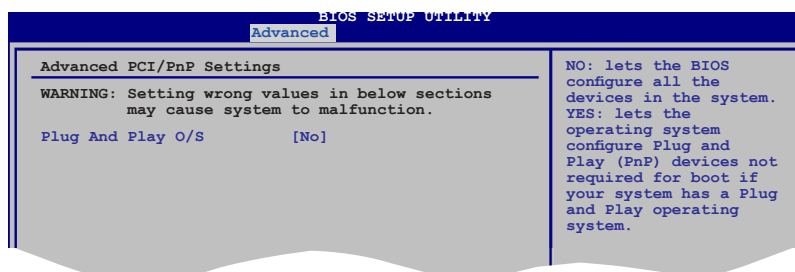 BIOS SETUP UTILITY
Advanced
Advanced PCI/PnP Settings
WARNING: Setting wrong values in below sections
may cause system to malfunction.
Plug And Play O/S [No]
NO: lets the BIOS
configure all the
devices in the system.
YES: lets the
operating system
configure Plug and
Play (PnP) devices not
required for boot if
your system has a Plug
and Play operating
system.